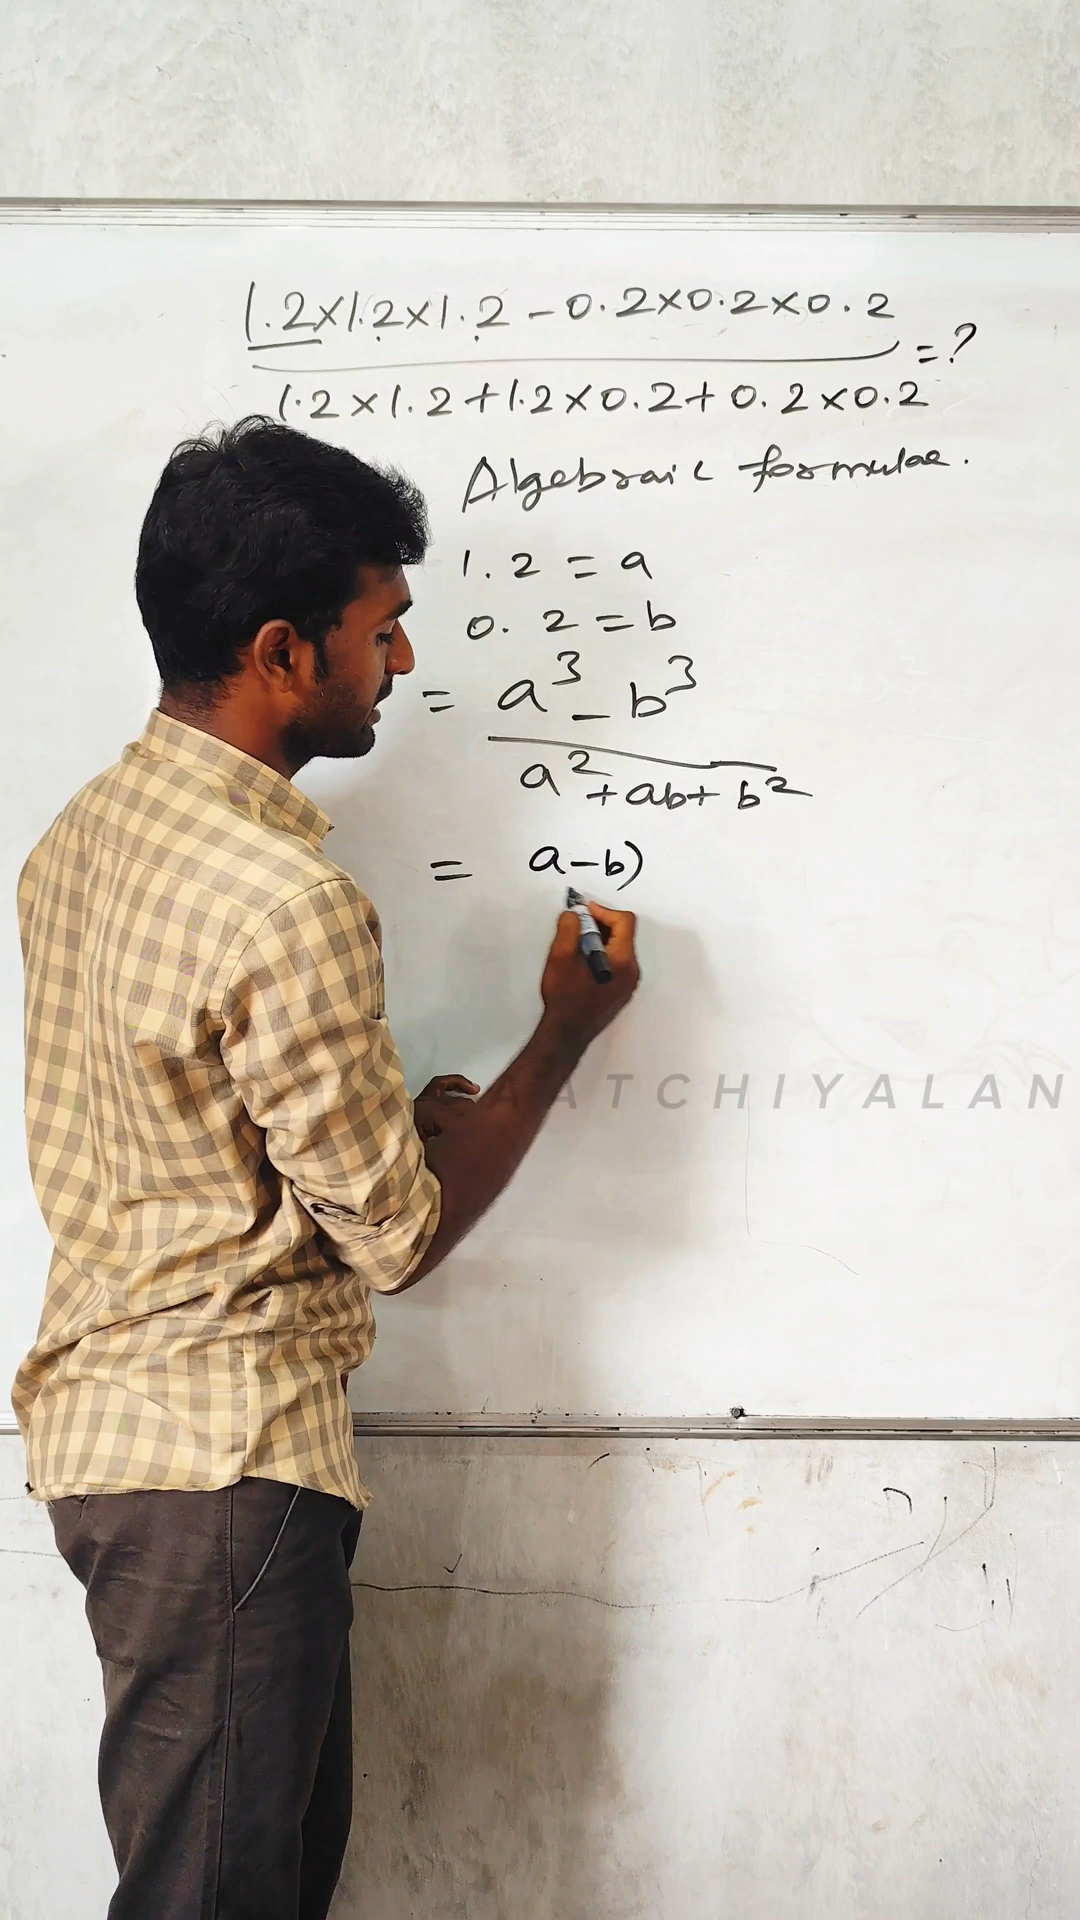 1.2×1.2×1.2 - 0.2×0.2×0.2
= ?
1.2×1.2+1.2×0.2+0.2×0.2
Algebraic formulae.
1.2 = a
0.2 = b
= a³ - b³
a² + ab + b²
= a-b)
AATCHIYALAN